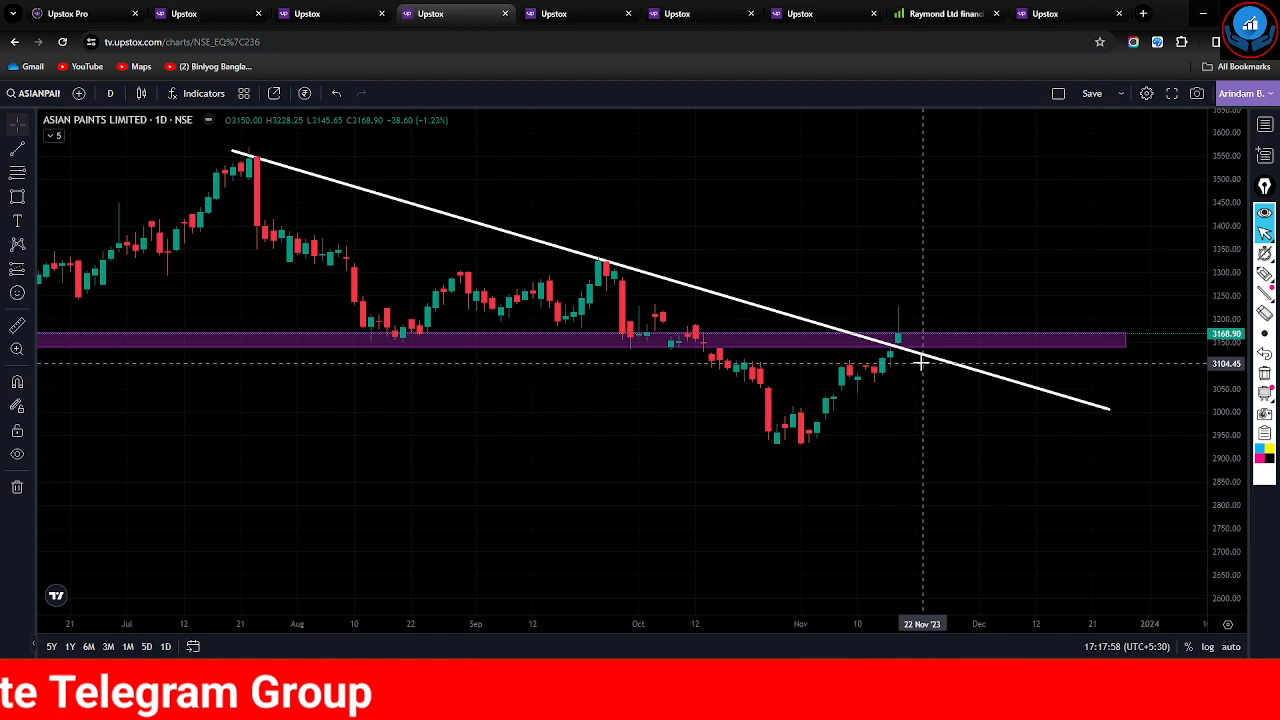 Upstox Pro
Upstox
Upstox
Upstox
Upstox
Upstox
Upstox
Raymond Ltd financi
Upstox
tv.upstox.com/charts/NSE_EQ%7C236
Gmail
YouTube
Maps
(2) Biniyog Bangla...
All Bookmarks
ASIANPAIN
D
Indicators
Save
Arindam B.
ASIAN PAINTS LIMITED · 1D · NSE
O3150.00 H3228.25 L3145.65 C3168.90 -38.60 (-1.23%)
5
3650.00
3600.00
3550.00
3500.00
3450.00
3400.00
3350.00
3300.00
3250.00
3200.00
3168.90
3150.00
3104.45
3050.00
3000.00
2950.00
2900.00
2850.00
2800.00
2750.00
2700.00
2650.00
2600.00
21 Jul 12 Aug 10 22 Sep 12 Oct 12 Nov 10 22 Nov '23 Dec 12 21 2024
5Y 1Y 6M 3M 1M 5D 1D
17:17:58 (UTC+5:30)
% log auto
te Telegram Group